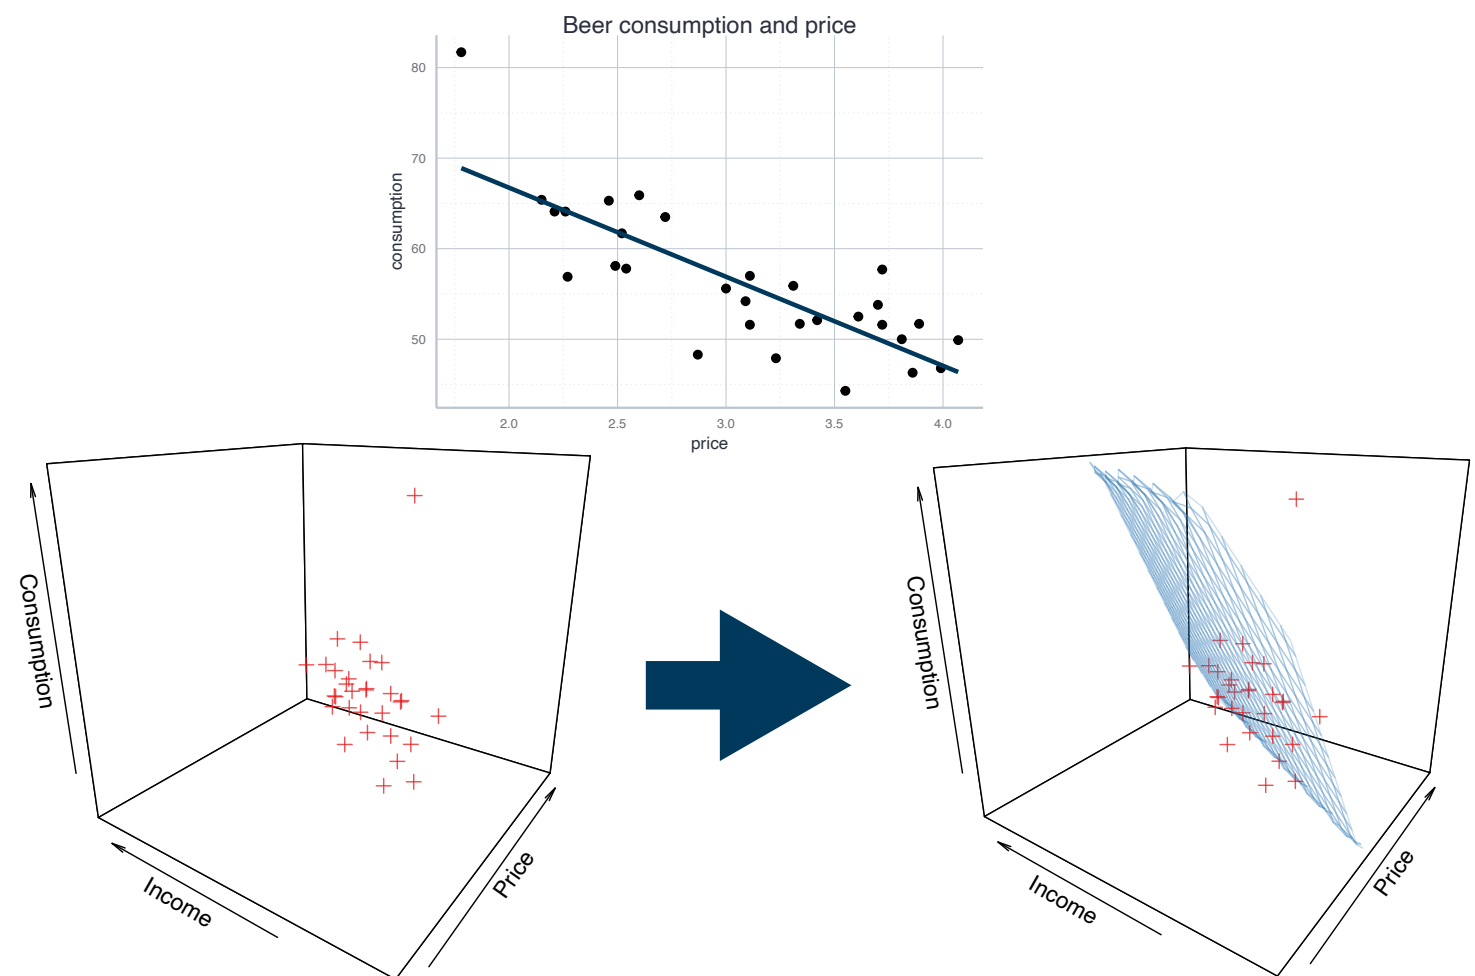 Beer consumption and price
consumption
80
70
60
50
2.0
2.5
3.0
3.5
4.0
price
Consumption
Income
Price
Consumption
Income
Price